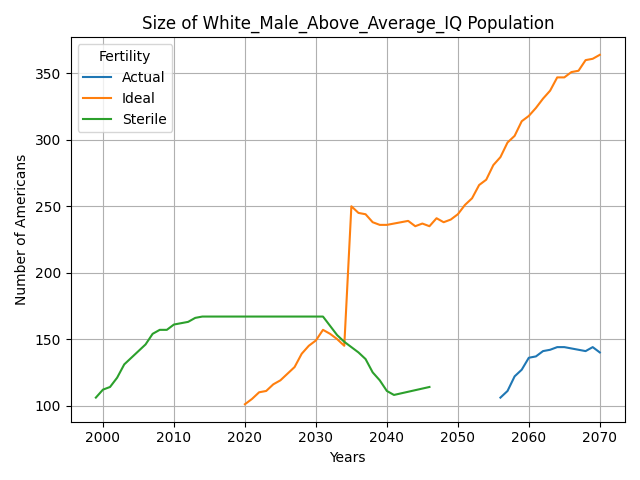 Size of White_Male_Above_Average_IQ Population
Fertility
Actual
Ideal
Sterile
Number of Americans
350
300
250
200
150
100
2000
2010
2020
2030
2040
2050
2060
2070
Years